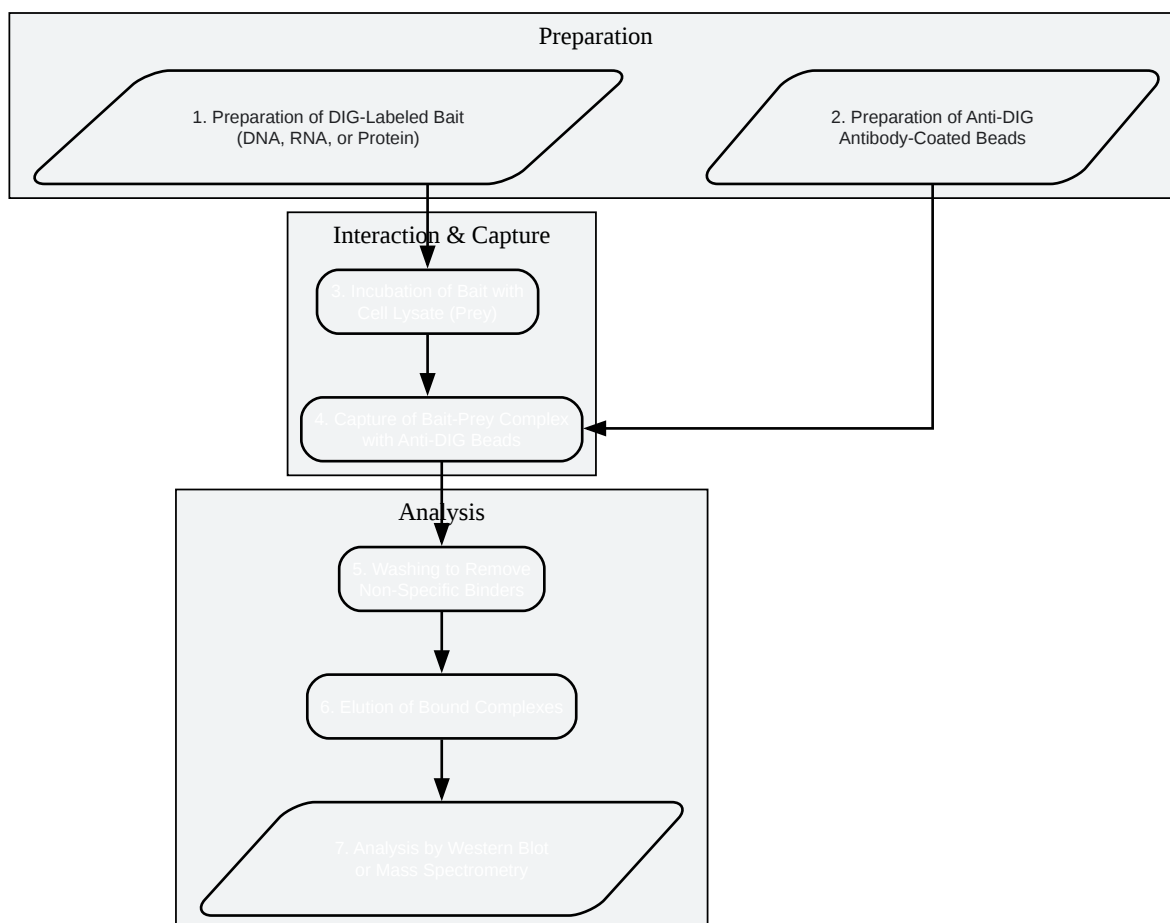 Preparation
1. Preparation of DIG-Labeled Bait
(DNA, RNA, or Protein)
2. Preparation of Anti-DIG
Antibody-Coated Beads
Interaction & Capture
3. Incubation of Bait with
Cell Lysate (Prey)
4. Capture of Bait-Prey Complex
with Anti-DIG Beads
Analysis
5. Washing to Remove
Non-Specific Binders
6. Elution of Bound Complexes
7. Analysis by Western Blot
or Mass Spectrometry